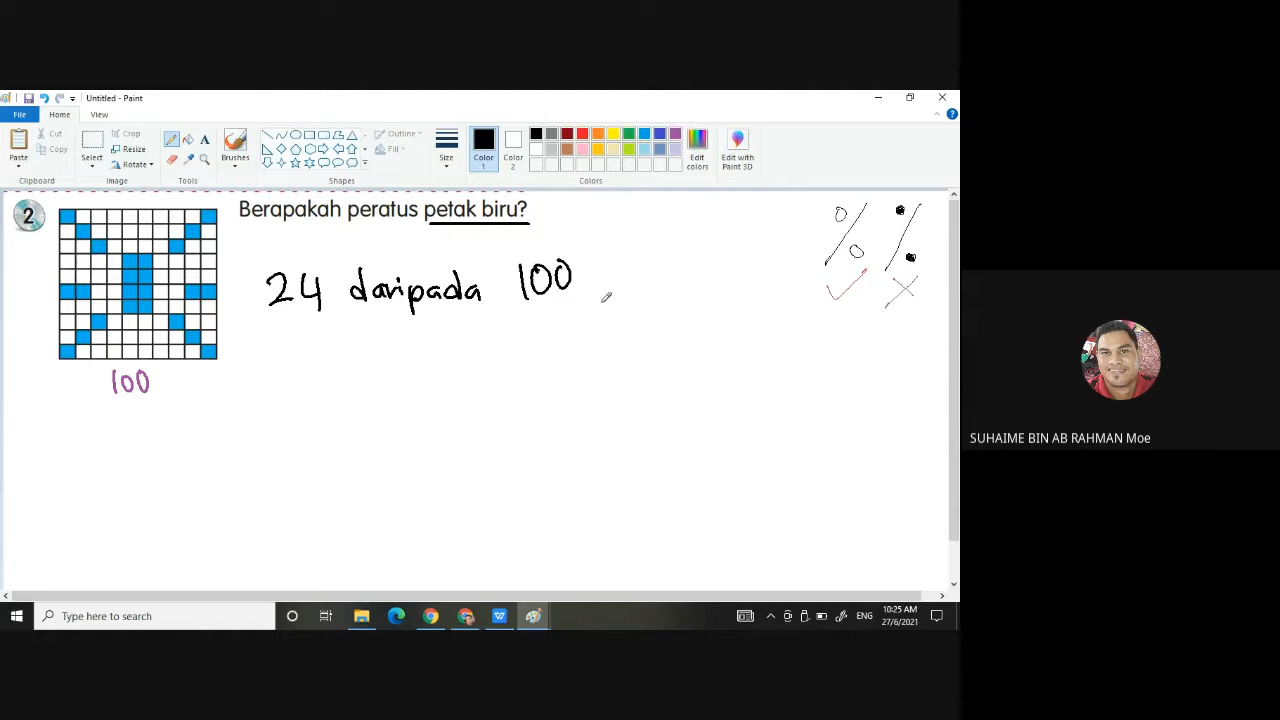 Untitled - Paint
File Home View
Cut
Crop
Copy
Resize
Paste
Select
Rotate
Brushes
Outline
Fill
Size
Color 1
Color 2
Edit colors
Edit with Paint 3D
Clipboard
Image
Tools
Shapes
Colors
2
Berapakah peratus petak biru?
24 daripada 100
100
% %
SUHAIME BIN AB RAHMAN Moe
Type here to search
ENG
10:25 AM
27/6/2021